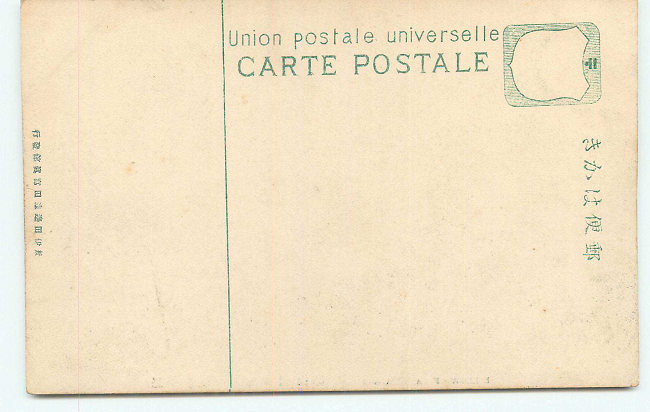 Union postale universelle
CARTE POSTALE
きかは便郵